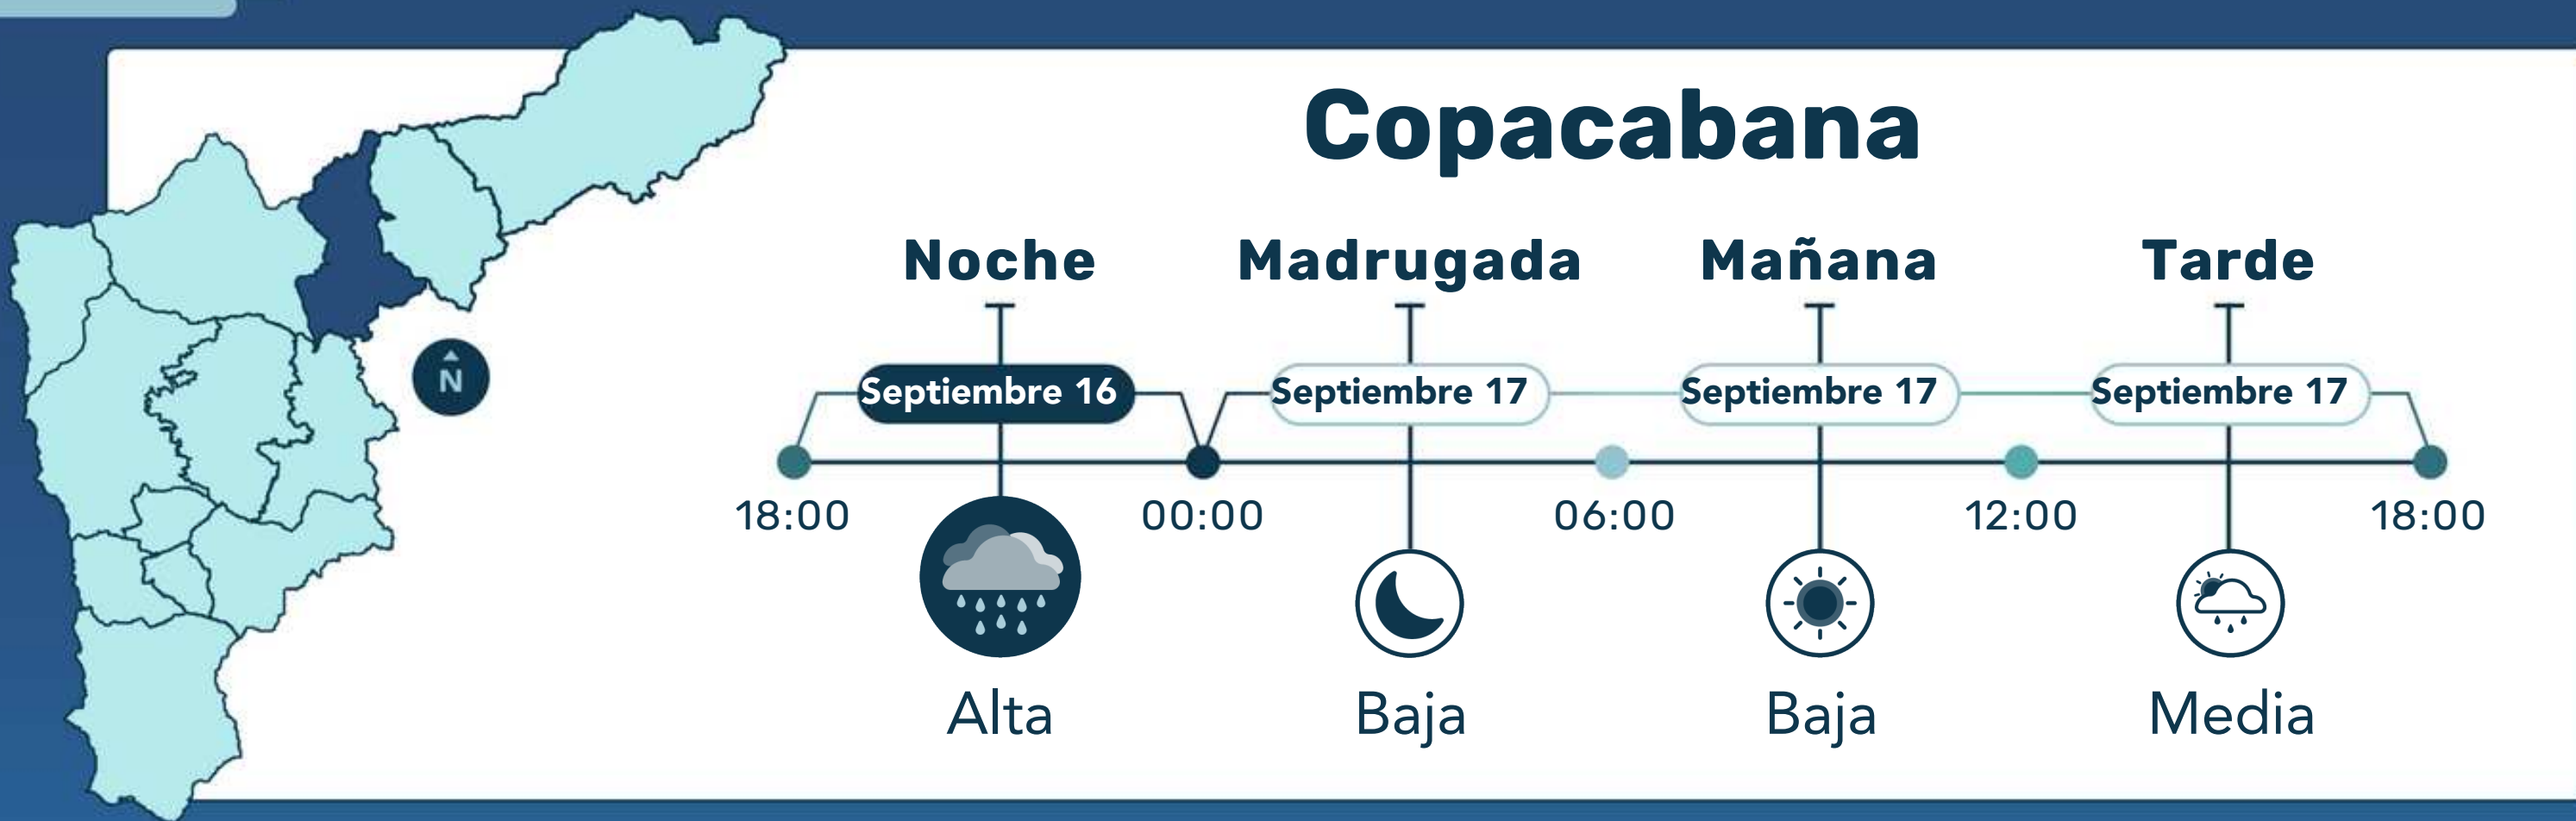 Copacabana
Noche Madrugada Mañana Tarde
Septiembre 16 Septiembre 17 Septiembre 17 Septiembre 17
N
18:00 00:00 06:00 12:00 18:00
Alta Baja Baja Media